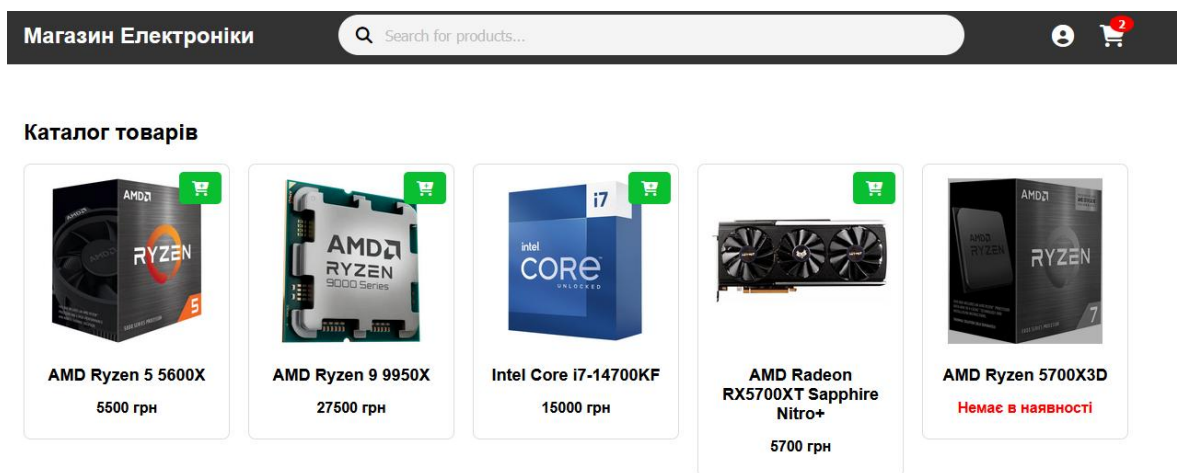 Магазин Електроніки
Search for products...
2
Каталог товарів
AMD
RYZEN
5
AMD Ryzen 5 5600X
5500 грн
AMD
RYZEN
9000 Series
AMD Ryzen 9 9950X
27500 грн
i7
intel
CORE
UNLOCKED
Intel Core i7-14700KF
15000 грн
AMD Radeon
RX5700XT Sapphire
Nitro+
5700 грн
AMD
AMD
RYZEN
RYZEN
7
AMD Ryzen 5700X3D
Немає в наявності